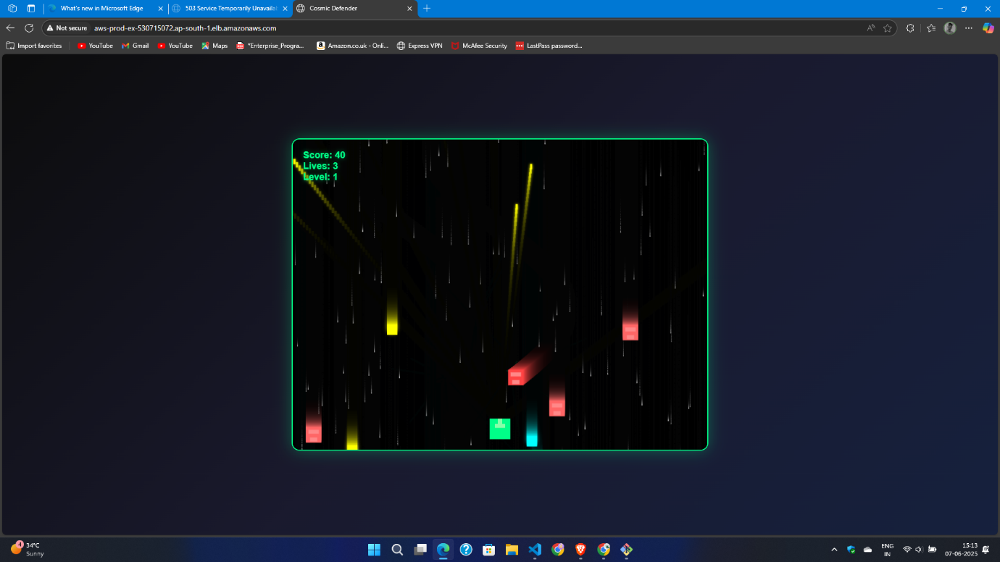 What's new in Microsoft Edge
503 Service Temporarily Unavaila
Cosmic Defender
Not secure
aws-prod-ex-530715072.ap-south-1.elb.amazonaws.com
Import favorites
YouTube
Gmail
YouTube
Maps
*Enterprise_Progra...
Amazon.co.uk - Onli...
Express VPN
McAfee Security
LastPass password...
Score: 40
Lives: 3
Level: 1
4
34°C
Sunny
ENG
IN
15:13
07-06-2025